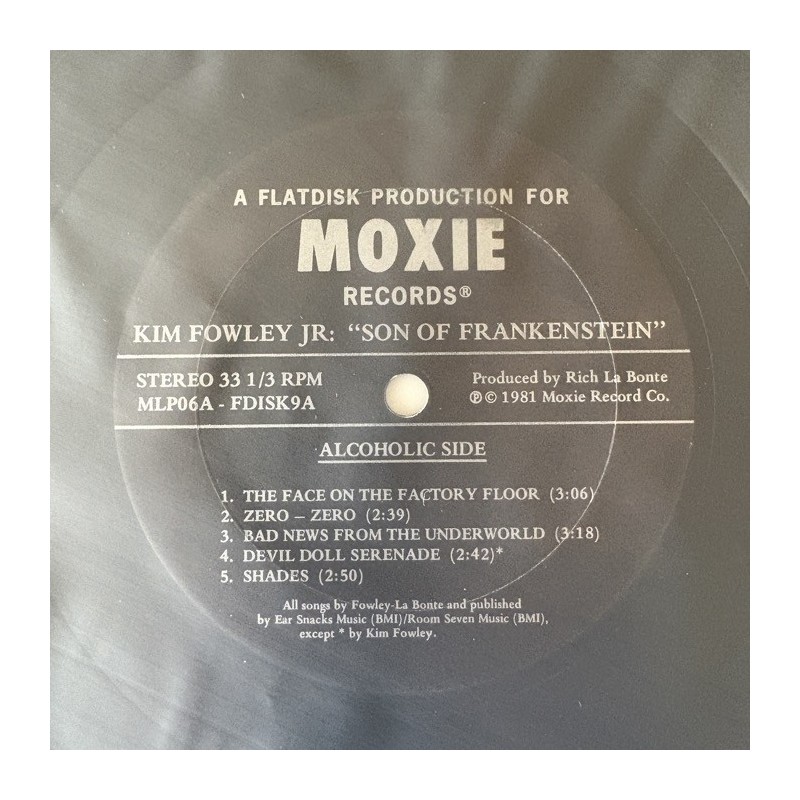 A FLATDISK PRODUCTION FOR
MOXIE
RECORDS®
KIM FOWLEY JR: "SON OF FRANKENSTEIN"
STEREO 33 1/3 RPM
MLP06A - FDISK9A
Produced by Rich La Bonte
℗© 1981 Moxie Record Co.
ALCOHOLIC SIDE
1. THE FACE ON THE FACTORY FLOOR (3:06)
2. ZERO – ZERO (2:39)
3. BAD NEWS FROM THE UNDERWORLD (3:18)
4. DEVIL DOLL SERENADE (2:42)*
5. SHADES (2:50)
All songs by Fowley-La Bonte and published
by Ear Snacks Music (BMI)/Room Seven Music (BMI),
except * by Kim Fowley.